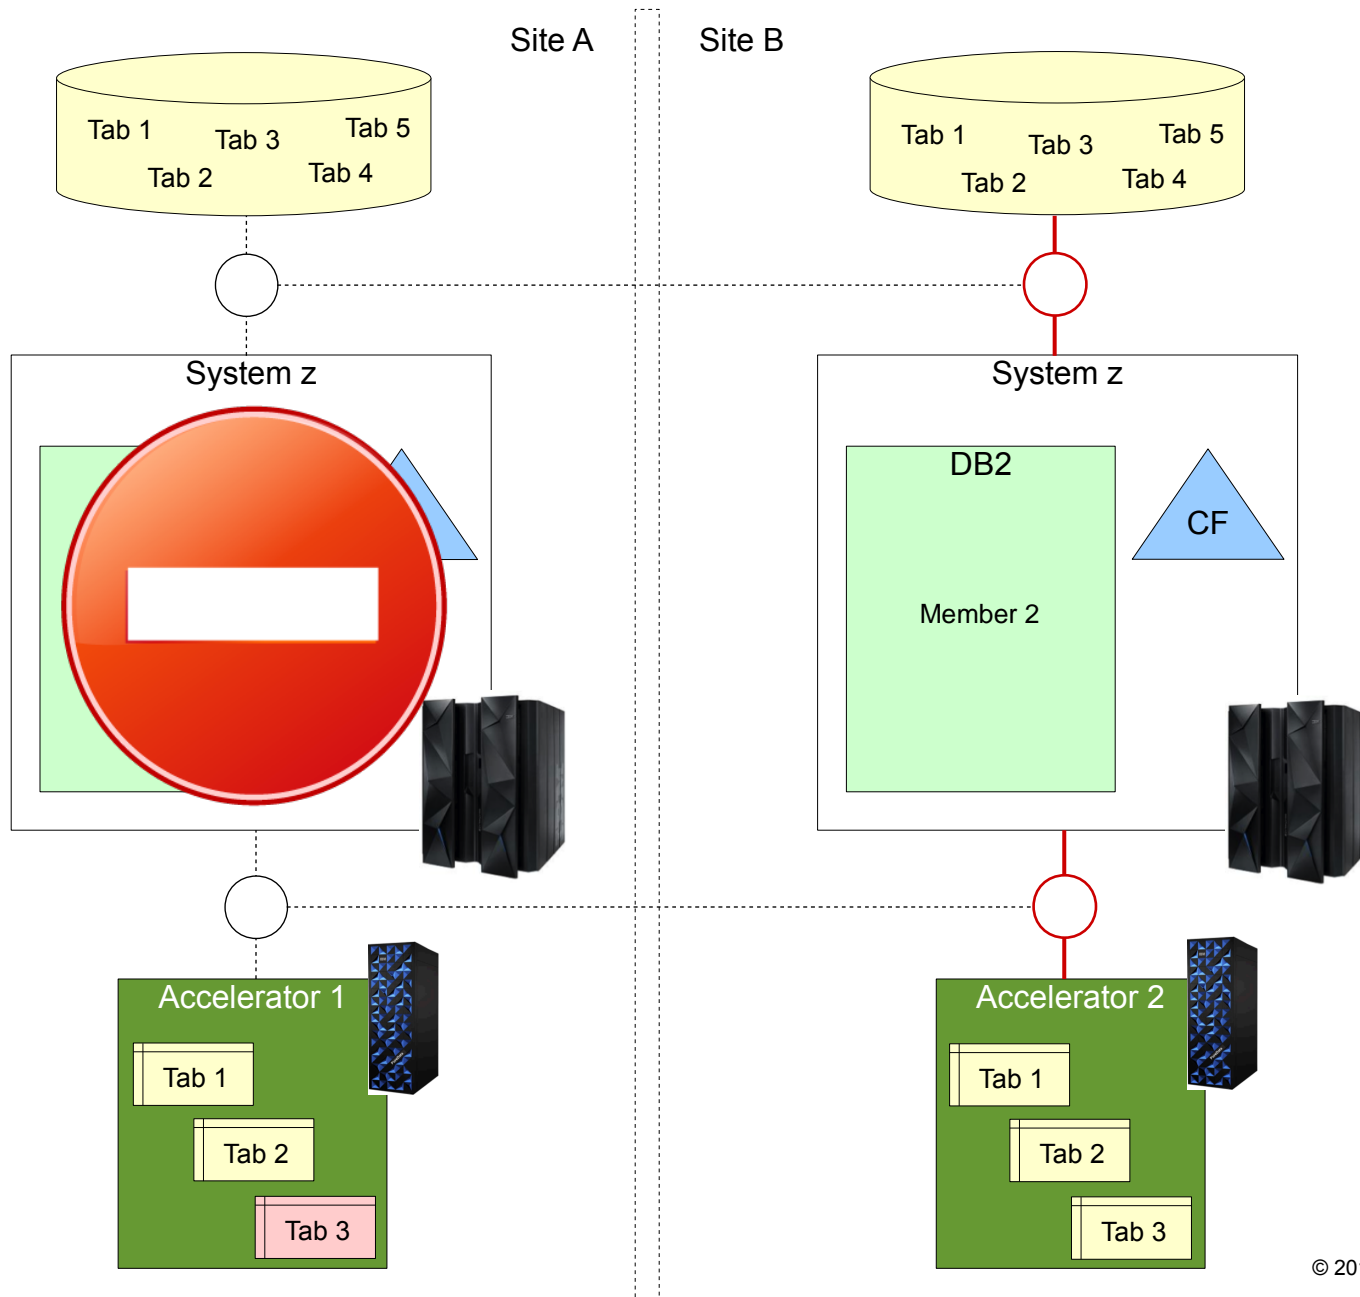 Site A
Site B
Tab 1
Tab 3
Tab 5
Tab 2
Tab 4
Tab 1
Tab 3
Tab 5
Tab 2
Tab 4
System z
System z
DB2
CF
Member 2
Accelerator 1
Tab 1
Tab 2
Tab 3
Accelerator 2
Tab 1
Tab 2
Tab 3
©